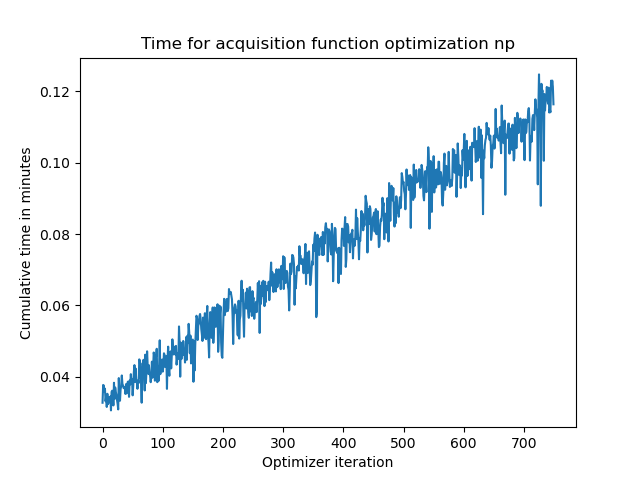 Time for acquisition function optimization np
Cumulative time in minutes
0.12
0.10
0.08
0.06
0.04
0 100 200 300 400 500 600 700
Optimizer iteration